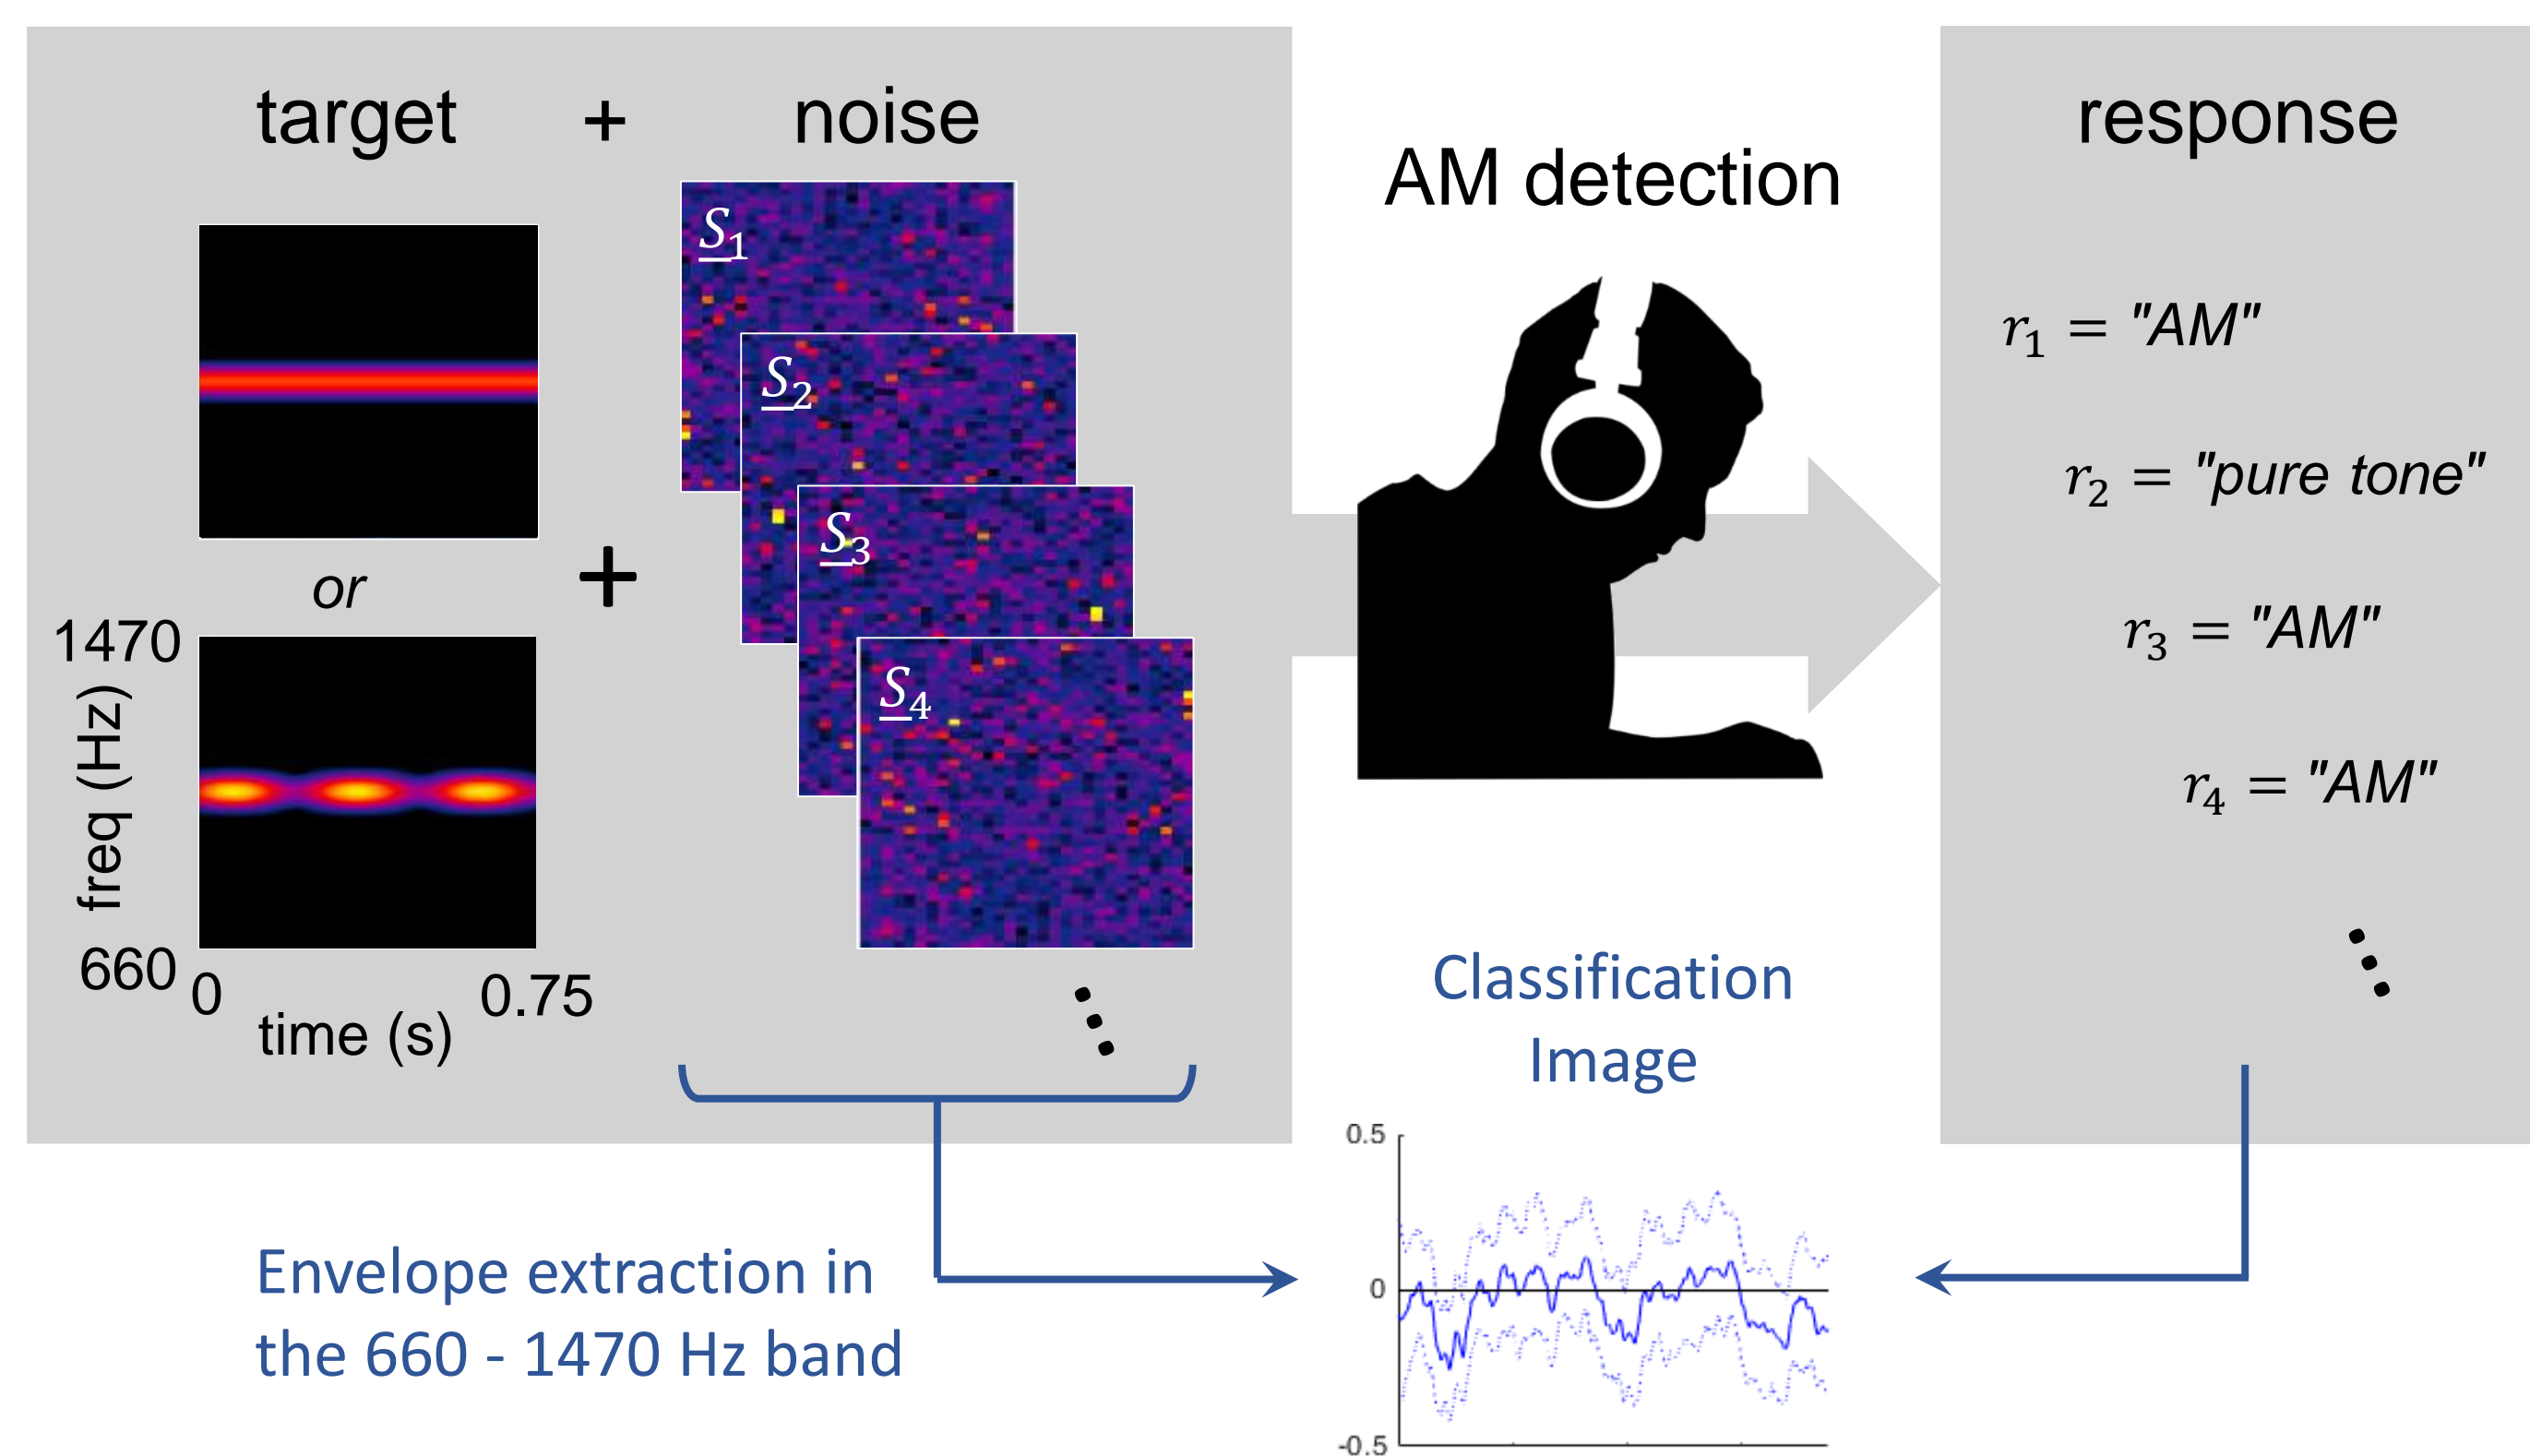 target + noise
AM detection
response
S1
S2
S3
S4
+
or
1470
freq (Hz)
660
0
0.75
time (s)
r1 = "AM"
r2 = "pure tone"
r3 = "AM"
r4 = "AM"
Classification
Image
0.5
0
-0.5
Envelope extraction in
the 660 - 1470 Hz band